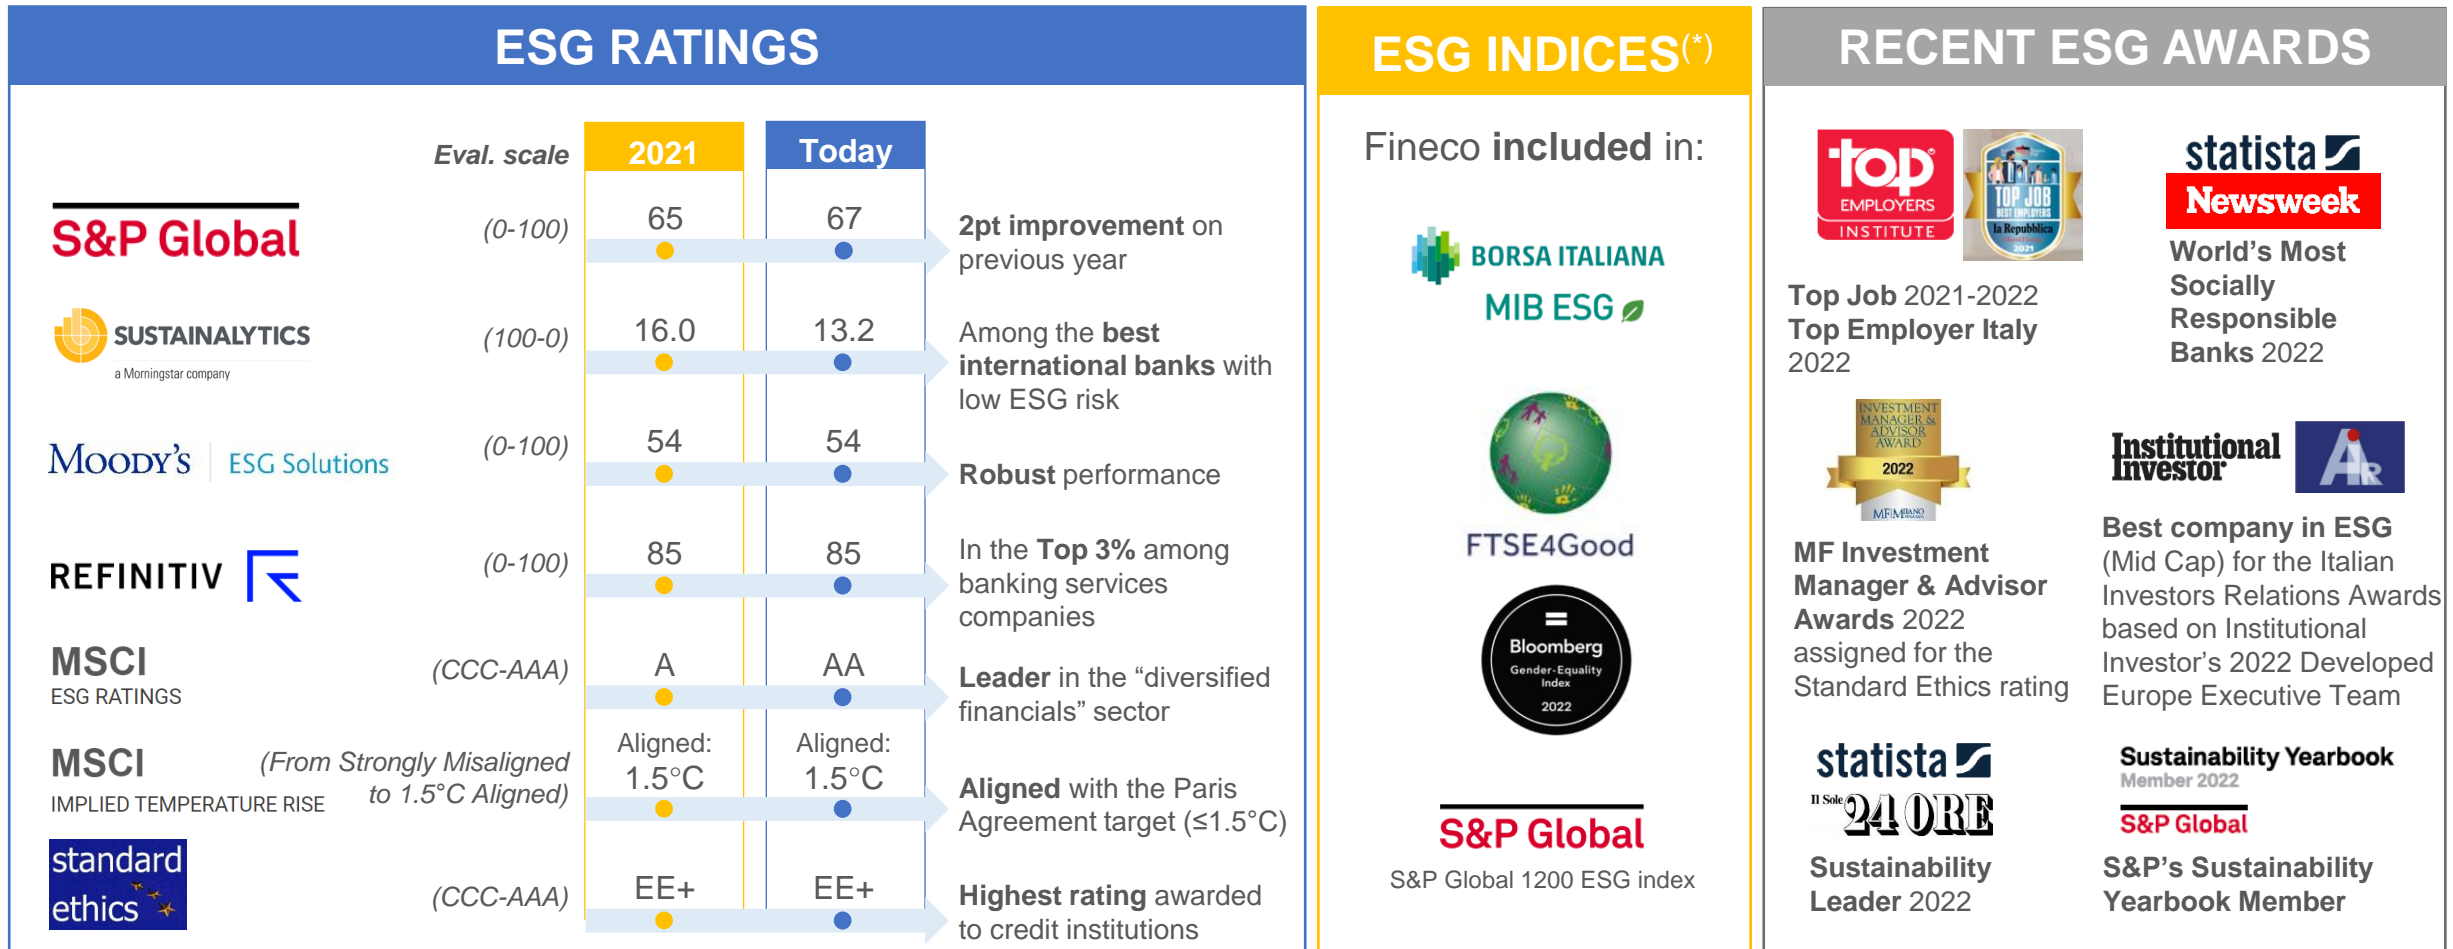 ESG RATINGS
Eval. scale
2021
Today
S&P Global
(0-100)
65
67
2pt improvement on
previous year
SUSTAINALYTICS
a Morningstar company
(100-0)
16.0
13.2
Among the best
international banks with
low ESG risk
MOODY'S
ESG Solutions
(0-100)
54
54
Robust performance
REFINITIV
(0-100)
85
85
In the Top 3% among
banking services
companies
MSCI
ESG RATINGS
(CCC-AAA)
A
AA
Leader in the “diversified
financials” sector
MSCI
IMPLIED TEMPERATURE RISE
(From Strongly Misaligned
to 1.5°C Aligned)
Aligned:
1.5°C
Aligned:
1.5°C
Aligned with the Paris
Agreement target (≤1.5°C)
standard
ethics
(CCC-AAA)
EE+
EE+
Highest rating awarded
to credit institutions
ESG INDICES(*)
Fineco included in:
BORSA ITALIANA
MIB ESG
FTSE4Good
Bloomberg
Gender-Equality
Index
2022
S&P Global
S&P Global 1200 ESG index
RECENT ESG AWARDS
top
EMPLOYERS
INSTITUTE
TOP JOB
BEST EMPLOYERS
la Repubblica
2021
Top Job 2021-2022
Top Employer Italy
2022
statista
Newsweek
World’s Most
Socially
Responsible
Banks 2022
INVESTMENT
MANAGER &
ADVISOR
AWARD
2022
MF MILANO FINANZA
MF Investment
Manager & Advisor
Awards 2022
assigned for the
Standard Ethics rating
Institutional
Investor
AIR
Best company in ESG
(Mid Cap) for the Italian
Investors Relations Awards
based on Institutional
Investor’s 2022 Developed
Europe Executive Team
statista
Il Sole
24 ORE
Sustainability
Leader 2022
Sustainability Yearbook
Member 2022
S&P Global
S&P’s Sustainability
Yearbook Member